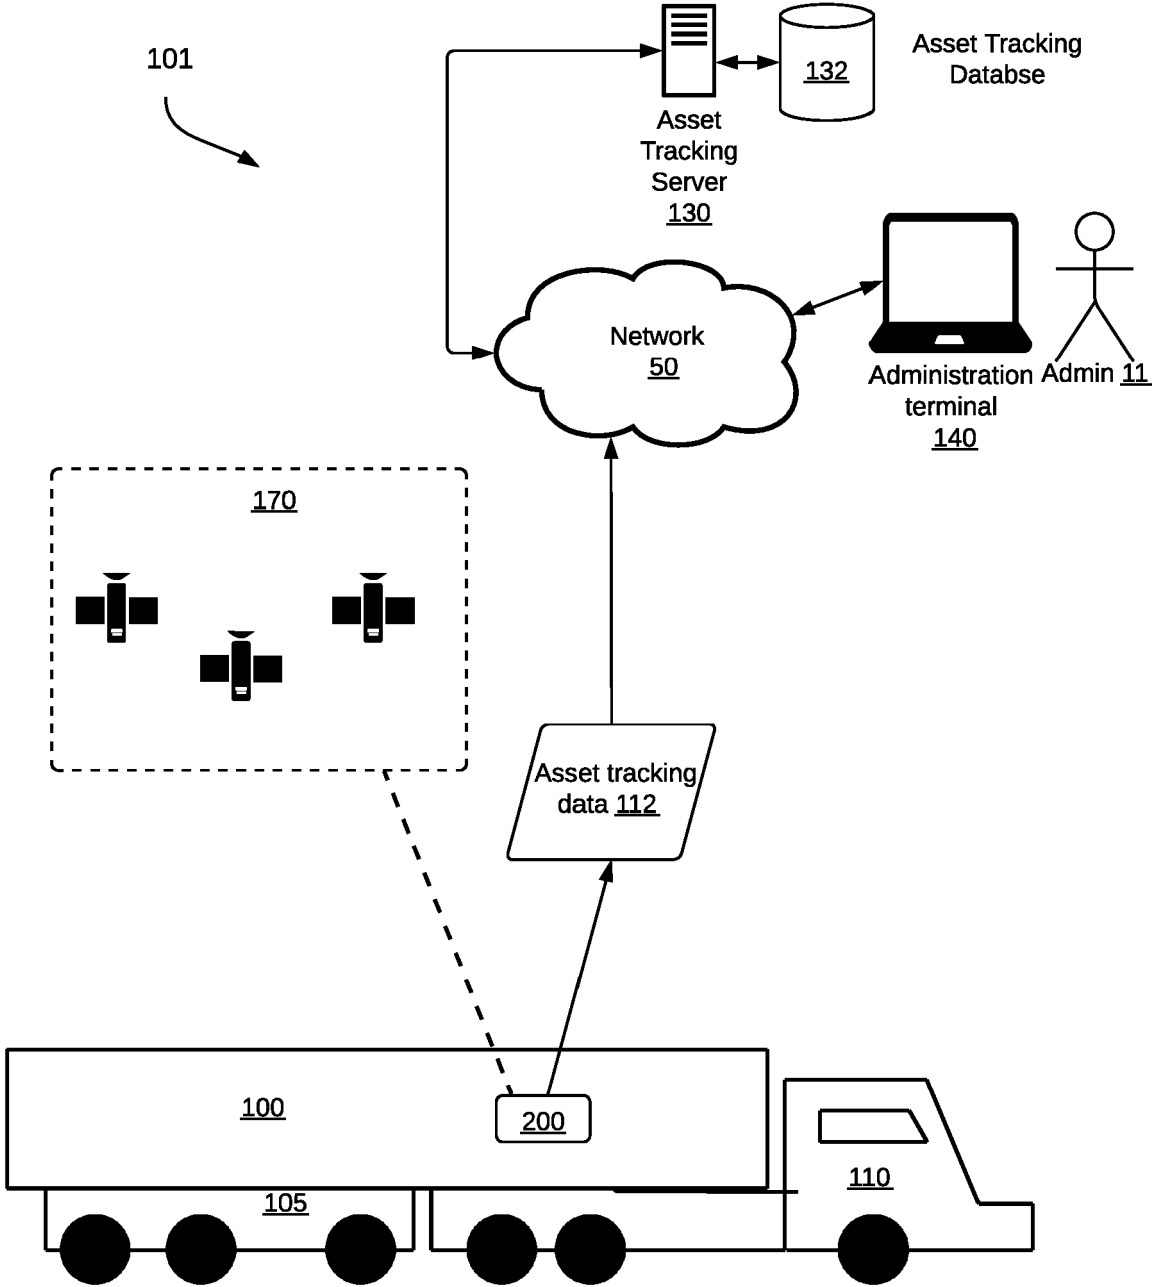 101
132
Asset Tracking
Databse
Asset
Tracking
Server
130
Network
50
Administration
terminal
140
Admin 11
170
Asset tracking
data 112
100
200
110
105